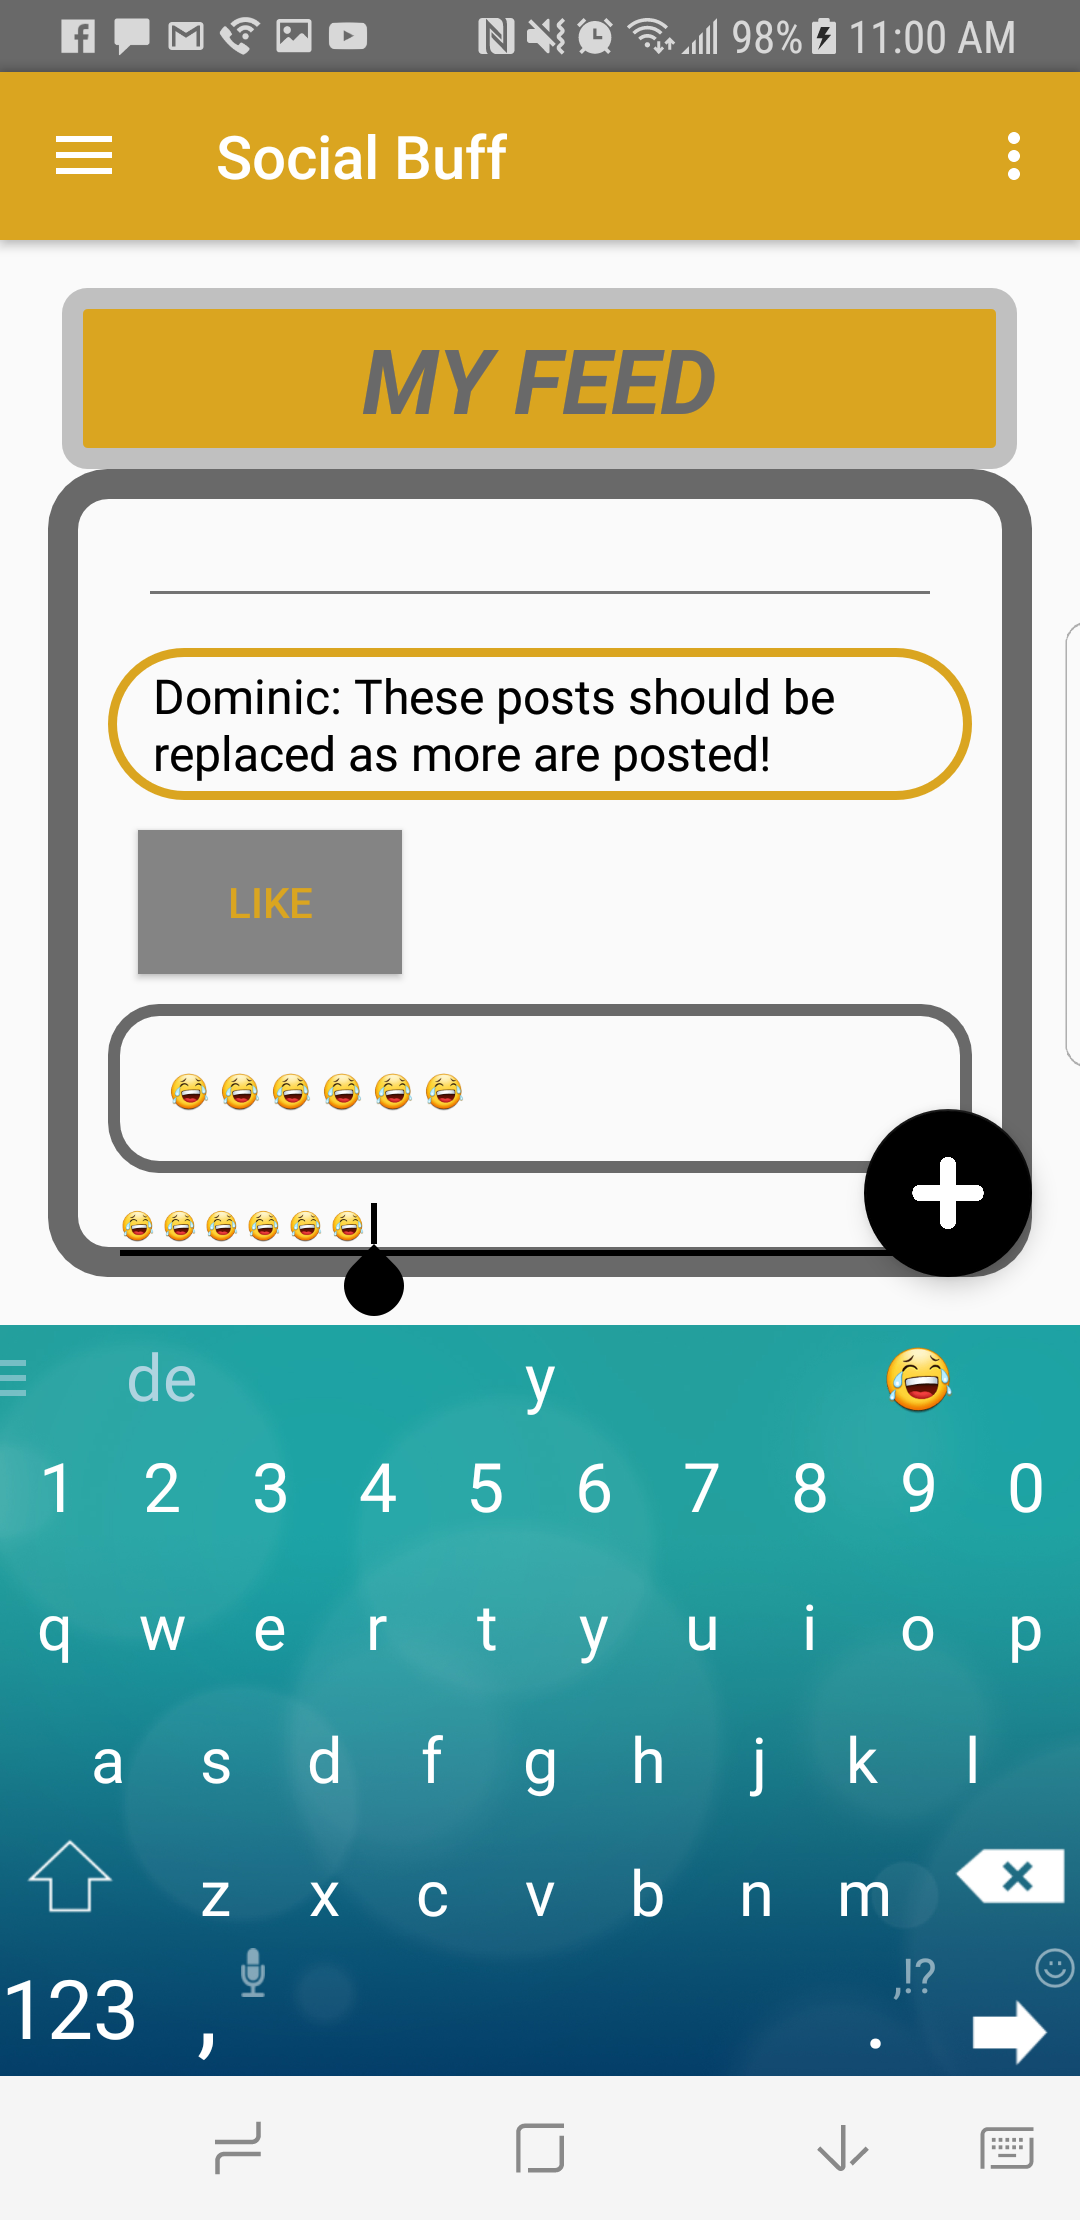 98% 11:00 AM
Social Buff
MY FEED
Dominic: These posts should be
replaced as more are posted!
LIKE
😂 😂 😂 😂 😂 😂
😂 😂 😂 😂 😂 😂
de y 😂
1 2 3 4 5 6 7 8 9 0
q w e r t y u i o p
a s d f g h j k l
z x c v b n m
123 , ,!? .